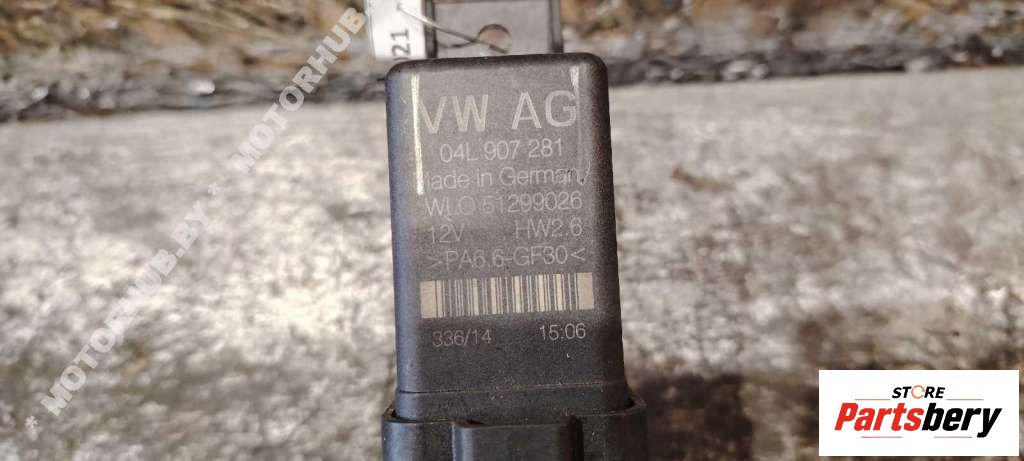 21
VW AG
04L 907 281
Made in Germany
WLO 51299026
12V HW2.6
>PA6.6-GF30<
336/14 15:06
* MOTORHUB.BY * MOTORHUB
STORE
Partsbery